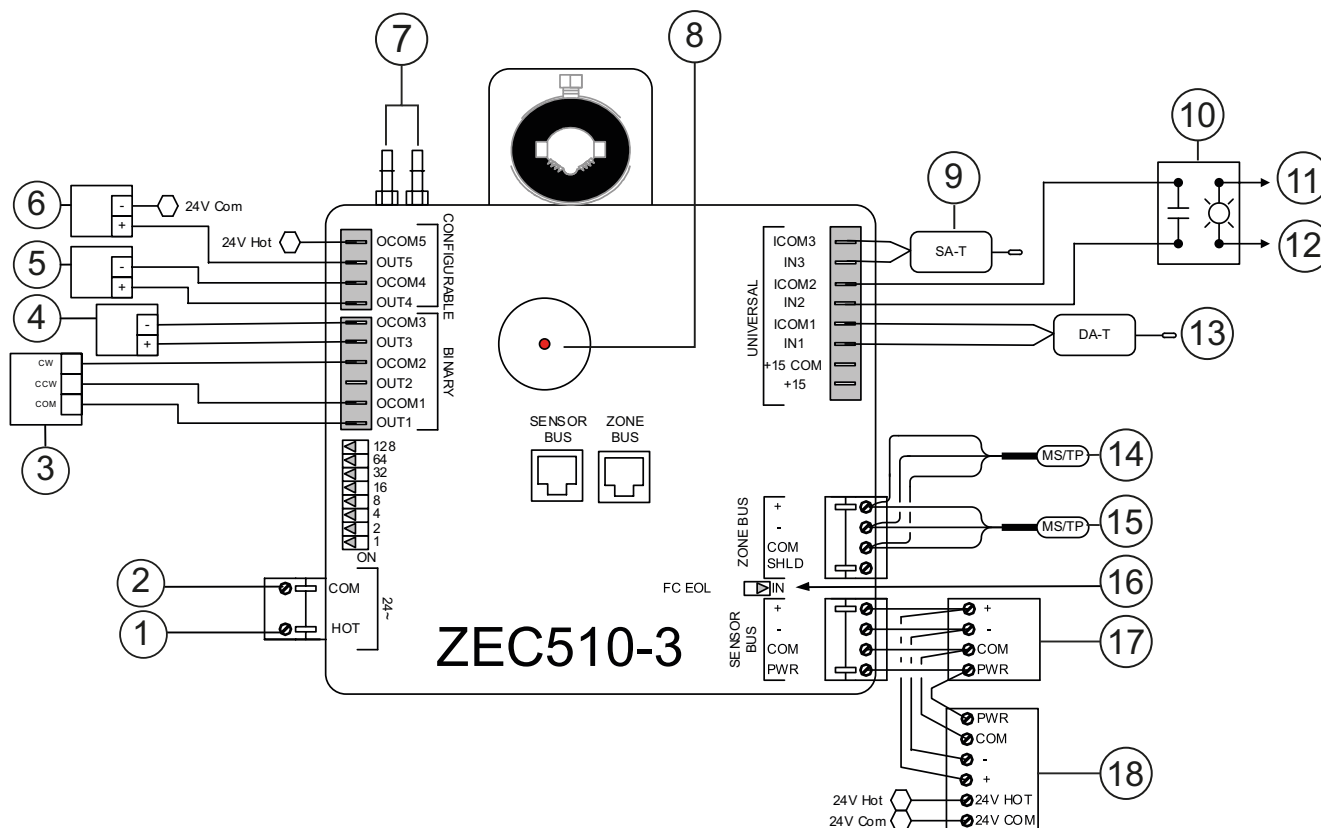 7
8
10
9
11
12
13
6
5
4
3
-
+
24V Com
24V Hot
-
+
-
+
CW
CCW
COM
OCOM5
OUT5
OCOM4
OUT4
OCOM3
OUT3
OCOM2
OUT2
OCOM1
OUT1
CONFIGURABLE
BINARY
UNIVERSAL
ICOM3
IN3
ICOM2
IN2
ICOM1
IN1
+15 COM
+15
SA-T
DA-T
SENSOR
BUS
ZONE
BUS
128
64
32
16
8
4
2
1
ON
2
1
COM
HOT
24~
ZEC510-3
ZONE BUS
+
-
COM
SHLD
MS/TP
14
MS/TP
15
FC EOL
IN
16
SENSOR
BUS
+
-
COM
PWR
+
-
COM
PWR
17
PWR
COM
-
+
24V HOT
24V COM
18
24V Hot
24V Com